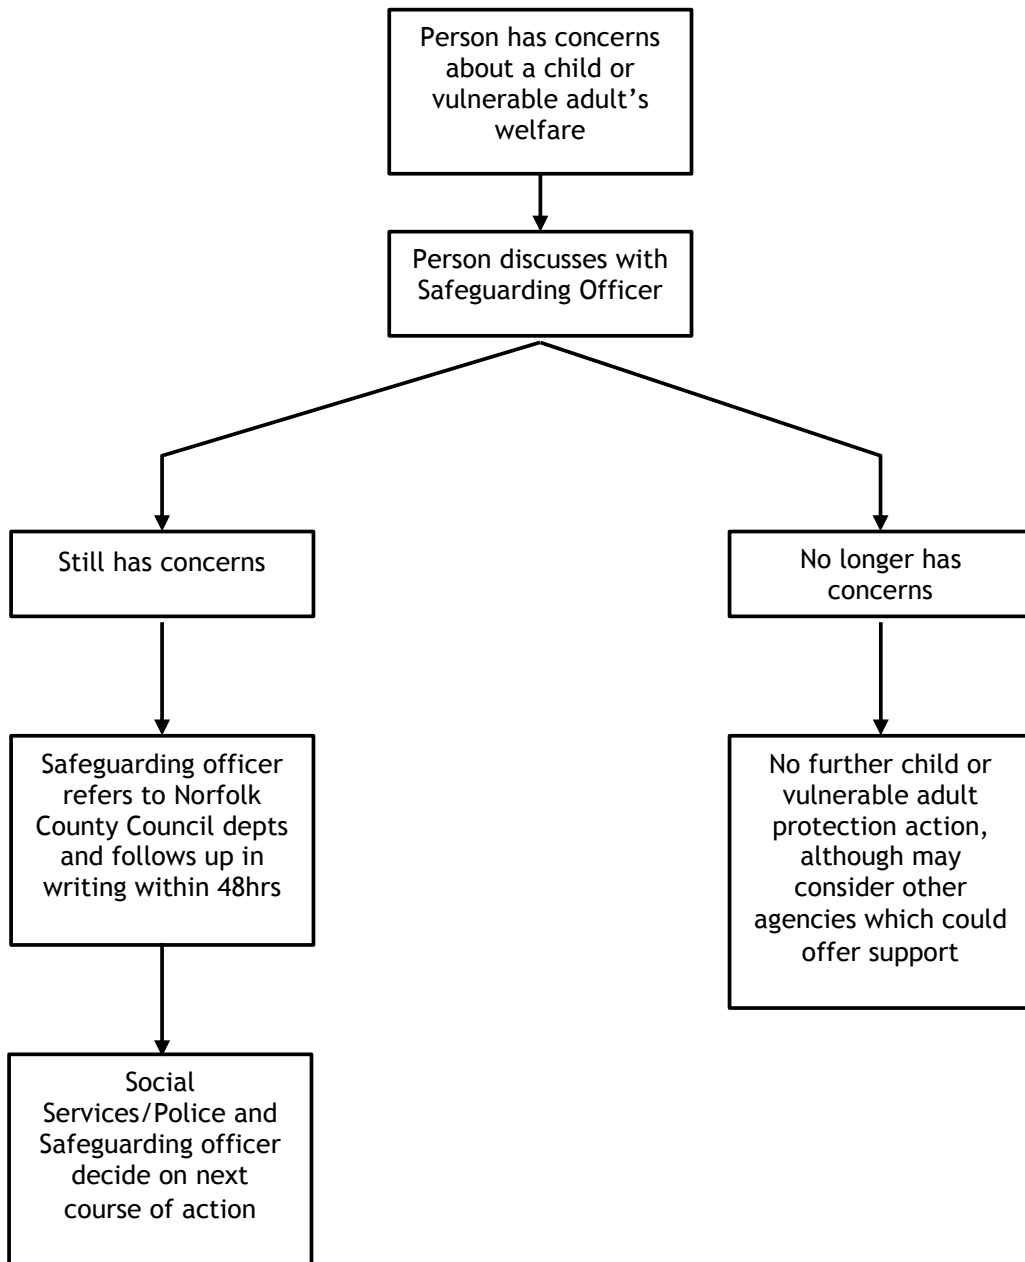 Person has concerns
about a child or
vulnerable adult’s
welfare
Person discusses with
Safeguarding Officer
Still has concerns
No longer has
concerns
Safeguarding officer
refers to Norfolk
County Council depts
and follows up in
writing within 48hrs
No further child or
vulnerable adult
protection action,
although may
consider other
agencies which could
offer support
Social
Services/Police and
Safeguarding officer
decide on next
course of action